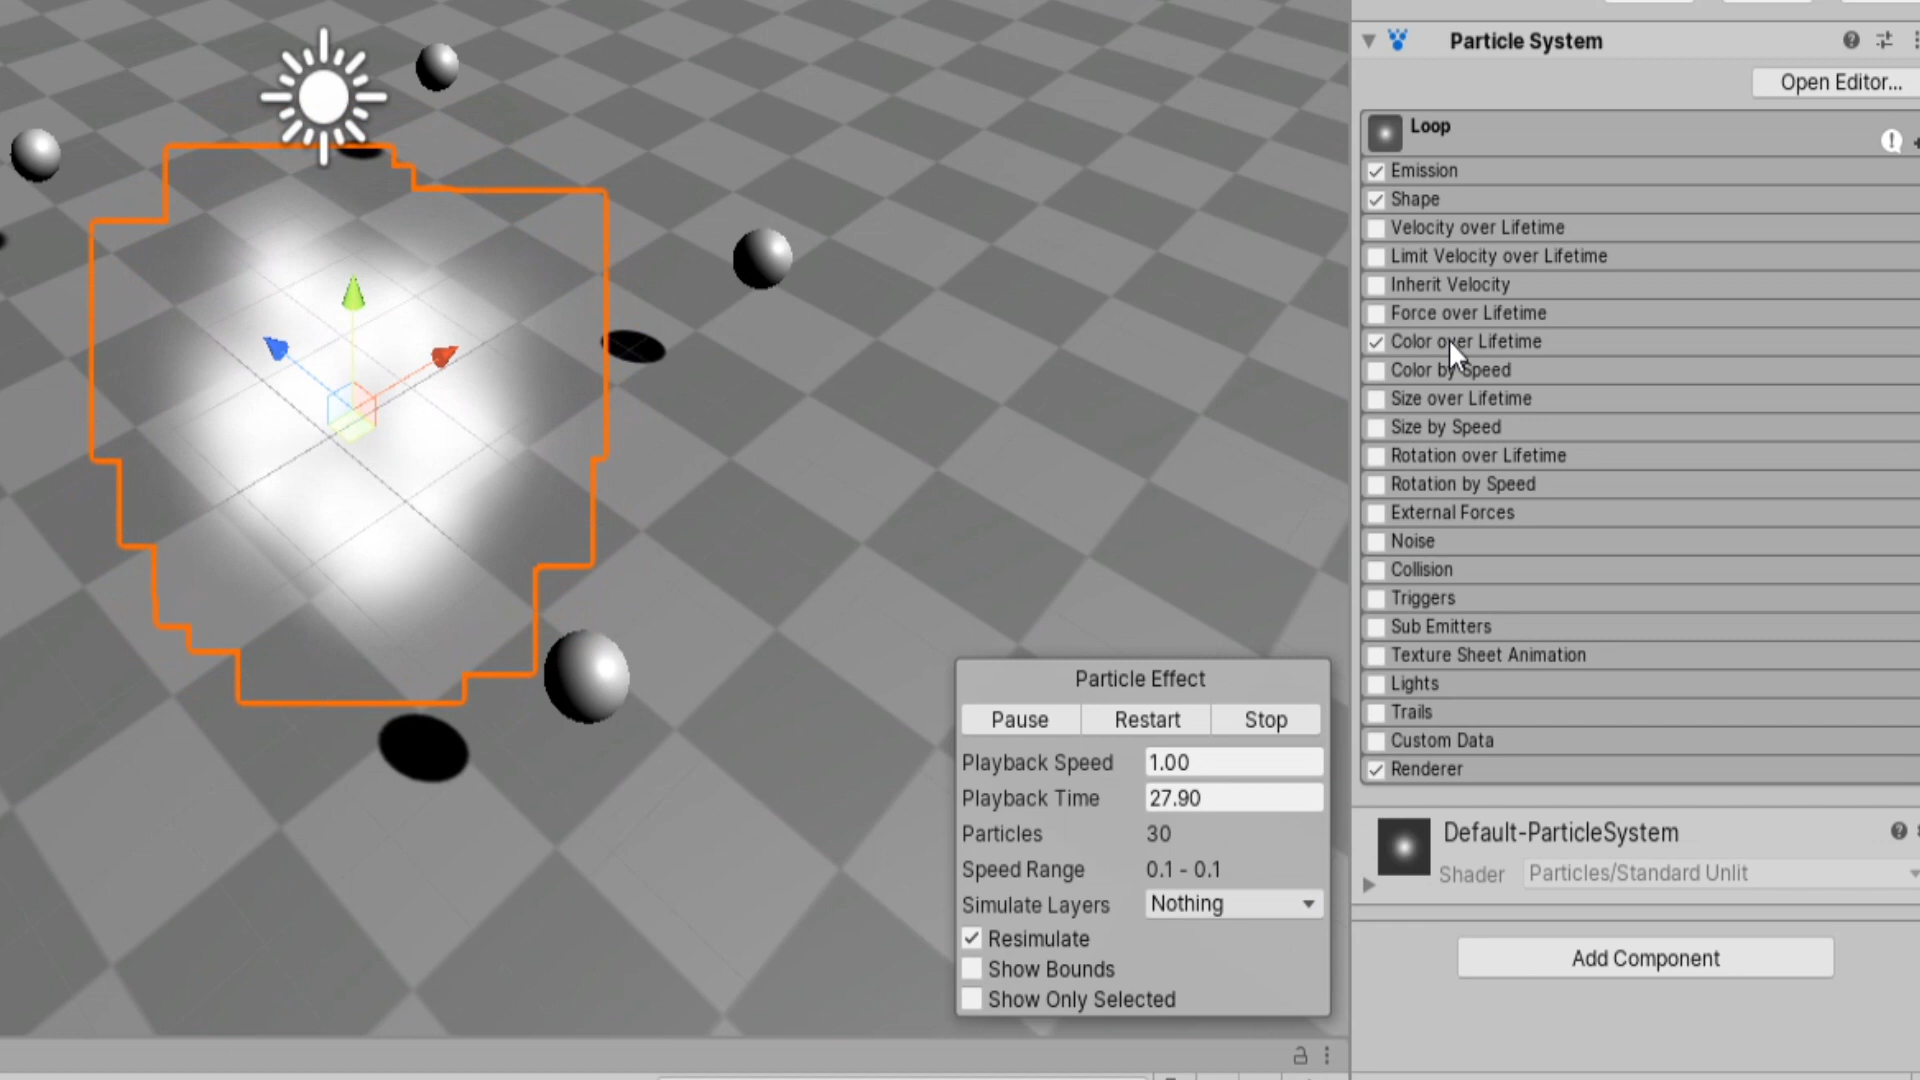 Particle System
Open Editor...
Loop
Emission
Shape
Velocity over Lifetime
Limit Velocity over Lifetime
Inherit Velocity
Force over Lifetime
Color over Lifetime
Color by Speed
Size over Lifetime
Size by Speed
Rotation over Lifetime
Rotation by Speed
External Forces
Noise
Collision
Triggers
Sub Emitters
Texture Sheet Animation
Lights
Trails
Custom Data
Renderer
Default-ParticleSystem
Shader Particles/Standard Unlit
Add Component
Particle Effect
Pause Restart Stop
Playback Speed 1.00
Playback Time 27.90
Particles 30
Speed Range 0.1 - 0.1
Simulate Layers Nothing
Resimulate
Show Bounds
Show Only Selected